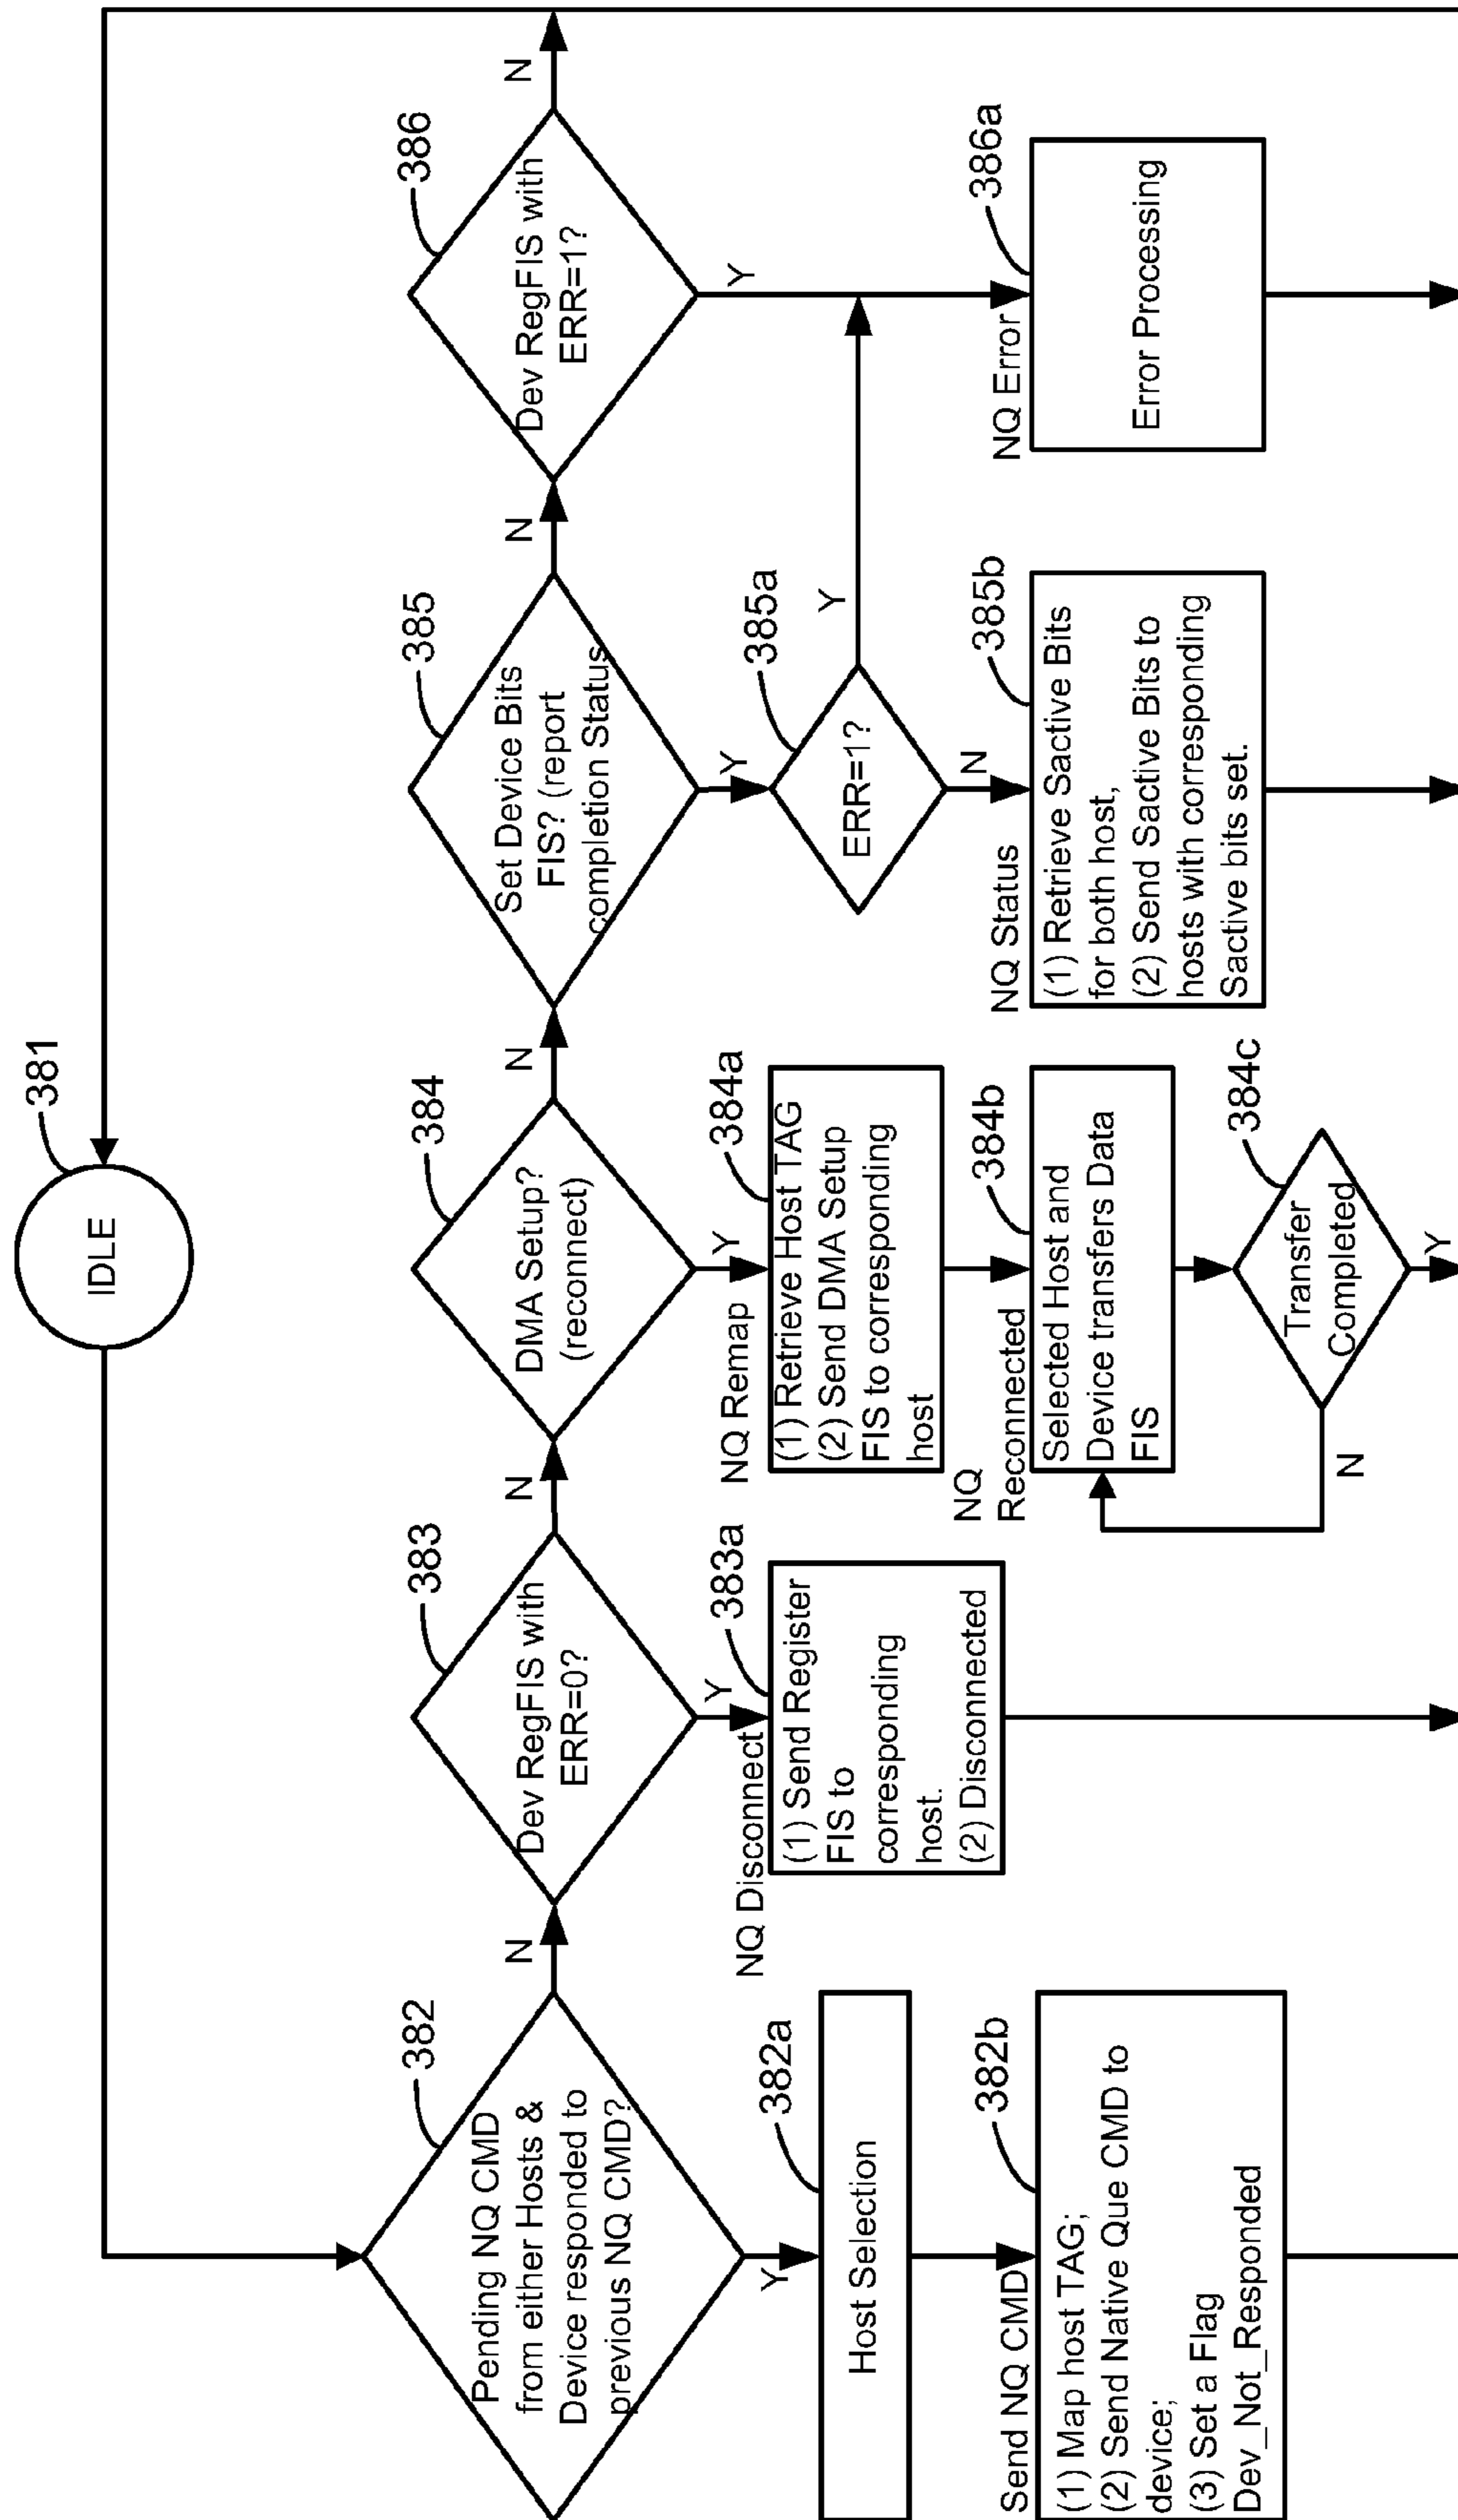 381
IDLE
382
Pending NQ CMD
from either Hosts &
Device responded to
previous NQ CMD?
N
Y
382a
Host Selection
Send NQ CMD
382b
(1) Map host TAG;
(2) Send Native Que CMD to
device;
(3) Set a Flag
Dev_Not_Responded
383
Dev RegFIS with
ERR=0?
N
Y
NQ Disconnect
383a
(1) Send Register
FIS to
corresponding
host.
(2) Disconnected
384
DMA Setup?
(reconnect)
N
Y
NQ Remap
384a
(1) Retrieve Host TAG
(2) Send DMA Setup
FIS to corresponding
host
NQ
Reconnected
384b
Selected Host and
Device transfers Data
FIS
384c
Transfer
Completed
N
Y
385
Set Device Bits
FIS? (report
completion Status
N
Y
385a
ERR=1?
Y
N
NQ Status
385b
(1) Retrieve Sactive Bits
for both host,
(2) Send Sactive Bits to
hosts with corresponding
Sactive bits set.
386
Dev RegFIS with
ERR=1?
N
Y
NQ Error
386a
Error Processing